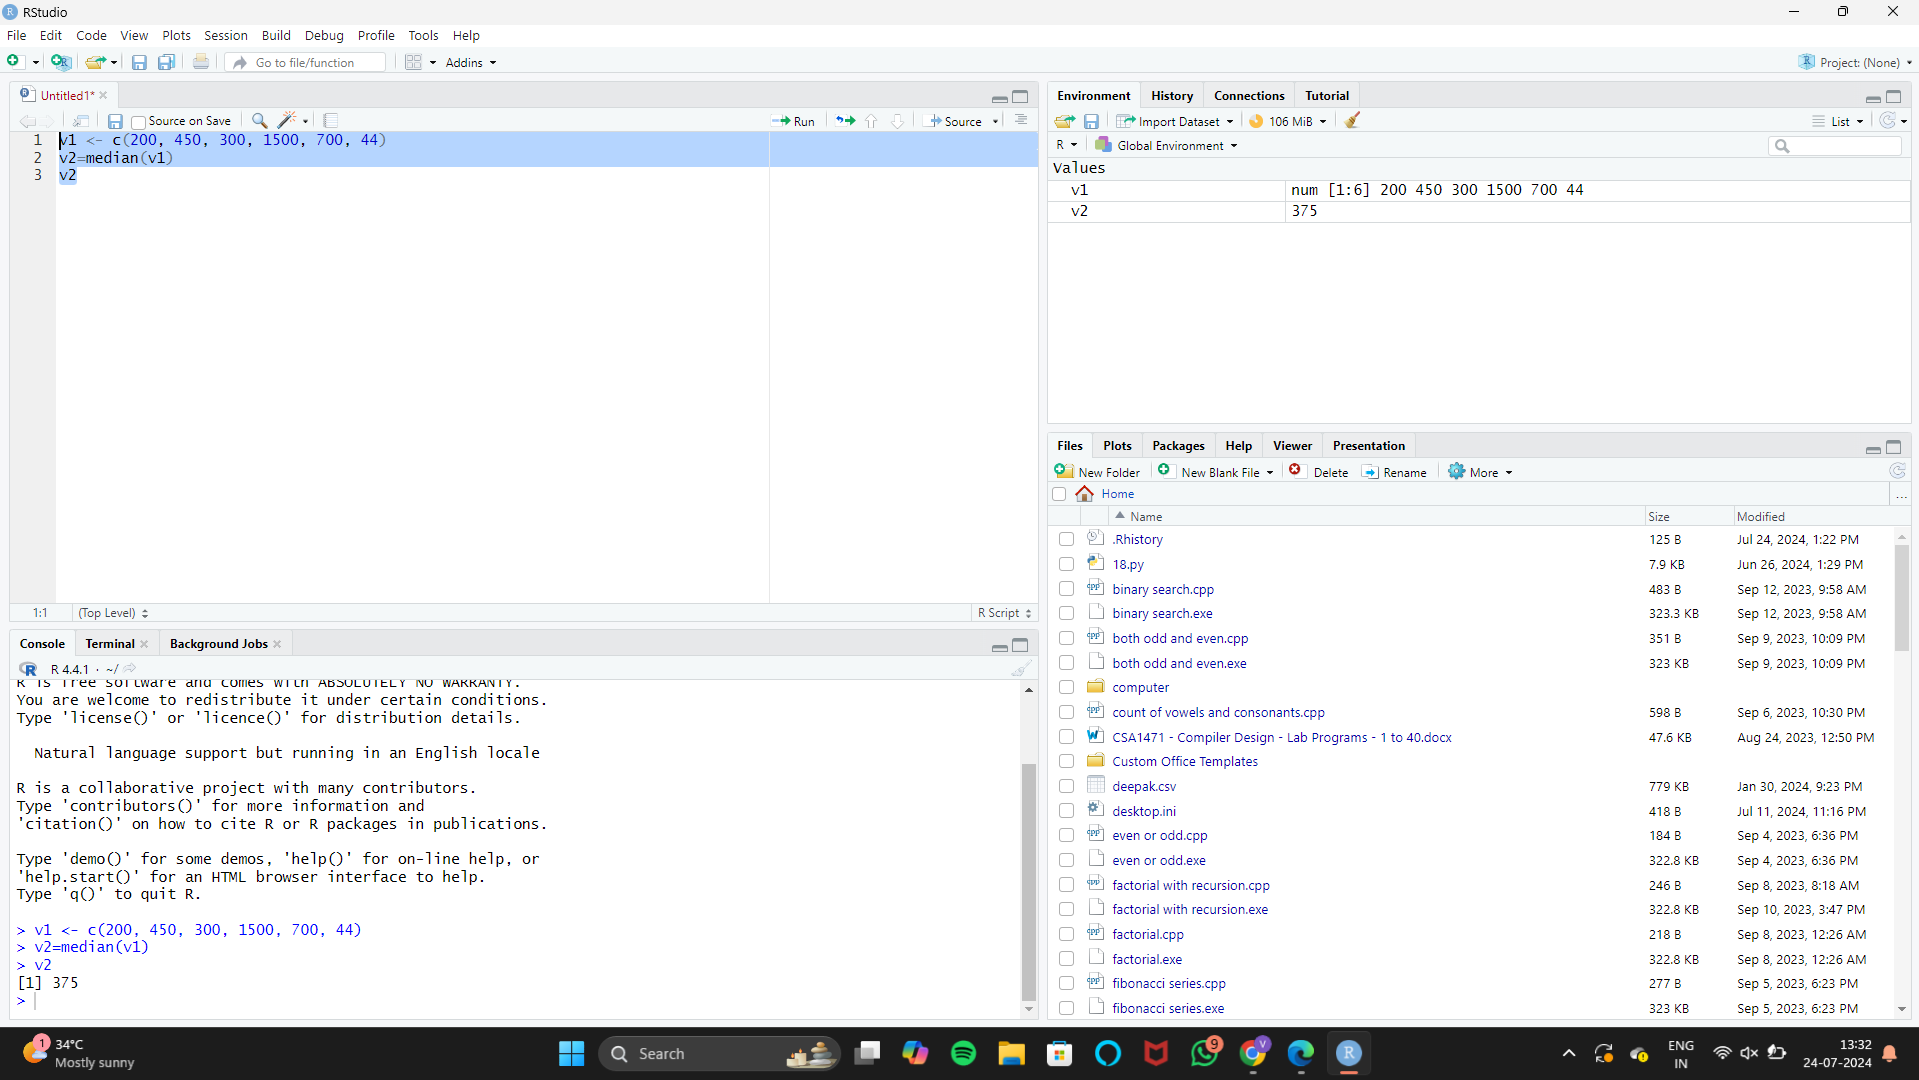 RStudio
File Edit Code View Plots Session Build Debug Profile Tools Help
Go to file/function Addins Project: (None)
Untitled1*
Source on Save Run Source
1 v1 <- c(200, 450, 300, 1500, 700, 44)
2 v2=median(v1)
3 v2
1:1 (Top Level) R Script
Console Terminal Background Jobs
R 4.4.1 · ~/
R is free software and comes with ABSOLUTELY NO WARRANTY.
You are welcome to redistribute it under certain conditions.
Type 'license()' or 'licence()' for distribution details.
Natural language support but running in an English locale
R is a collaborative project with many contributors.
Type 'contributors()' for more information and
'citation()' on how to cite R or R packages in publications.
Type 'demo()' for some demos, 'help()' for on-line help, or
'help.start()' for an HTML browser interface to help.
Type 'q()' to quit R.
> v1 <- c(200, 450, 300, 1500, 700, 44)
> v2=median(v1)
> v2
[1] 375
>
Environment History Connections Tutorial
Import Dataset 106 MiB List
R Global Environment
Values
v1 num [1:6] 200 450 300 1500 700 44
v2 375
Files Plots Packages Help Viewer Presentation
New Folder New Blank File Delete Rename More
Home ...
Name Size Modified
.Rhistory 125 B Jul 24, 2024, 1:22 PM
18.py 7.9 KB Jun 26, 2024, 1:29 PM
binary search.cpp 483 B Sep 12, 2023, 9:58 AM
binary search.exe 323.3 KB Sep 12, 2023, 9:58 AM
both odd and even.cpp 351 B Sep 9, 2023, 10:09 PM
both odd and even.exe 323 KB Sep 9, 2023, 10:09 PM
computer
count of vowels and consonants.cpp 598 B Sep 6, 2023, 10:30 PM
CSA1471 - Compiler Design - Lab Programs - 1 to 40.docx 47.6 KB Aug 24, 2023, 12:50 PM
Custom Office Templates
deepak.csv 779 KB Jan 30, 2024, 9:23 PM
desktop.ini 418 B Jul 11, 2024, 11:16 PM
even or odd.cpp 184 B Sep 4, 2023, 6:36 PM
even or odd.exe 322.8 KB Sep 4, 2023, 6:36 PM
factorial with recursion.cpp 246 B Sep 8, 2023, 8:18 AM
factorial with recursion.exe 322.8 KB Sep 10, 2023, 3:47 PM
factorial.cpp 218 B Sep 8, 2023, 12:26 AM
factorial.exe 322.8 KB Sep 8, 2023, 12:26 AM
fibonacci series.cpp 277 B Sep 5, 2023, 6:23 PM
fibonacci series.exe 323 KB Sep 5, 2023, 6:23 PM
1 34°C
Mostly sunny
Search
9
V
R
ENG
IN
13:32
24-07-2024